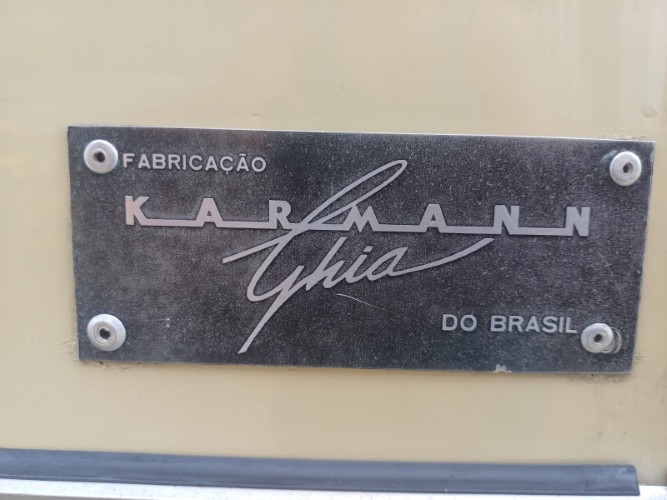 FABRICAÇÃO
KARMANN
Ghia
DO BRASIL